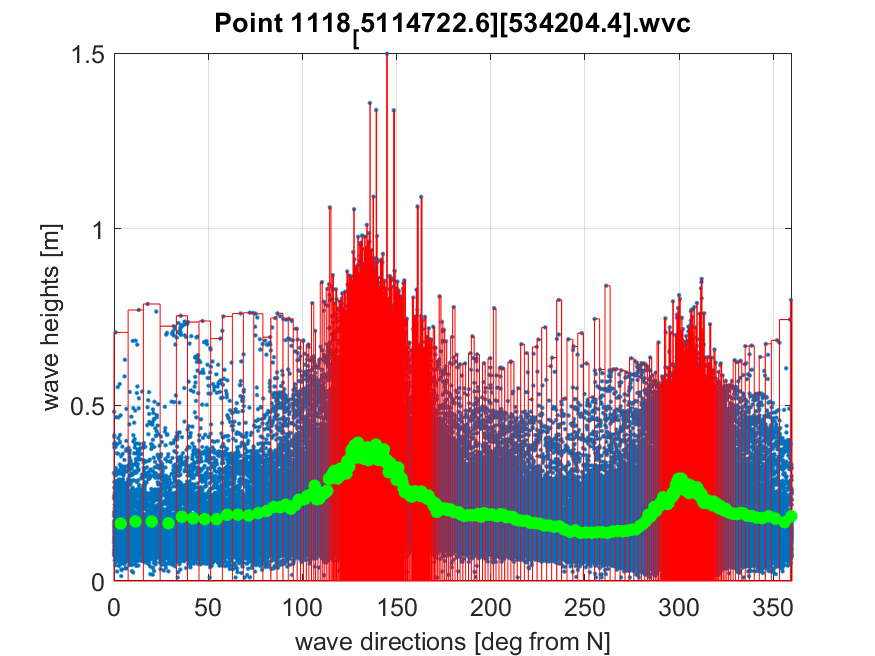 Point 1118[5114722.6][534204.4].wvc
1.5
1
0.5
0
wave heights [m]
0 50 100 150 200 250 300 350
wave directions [deg from N]